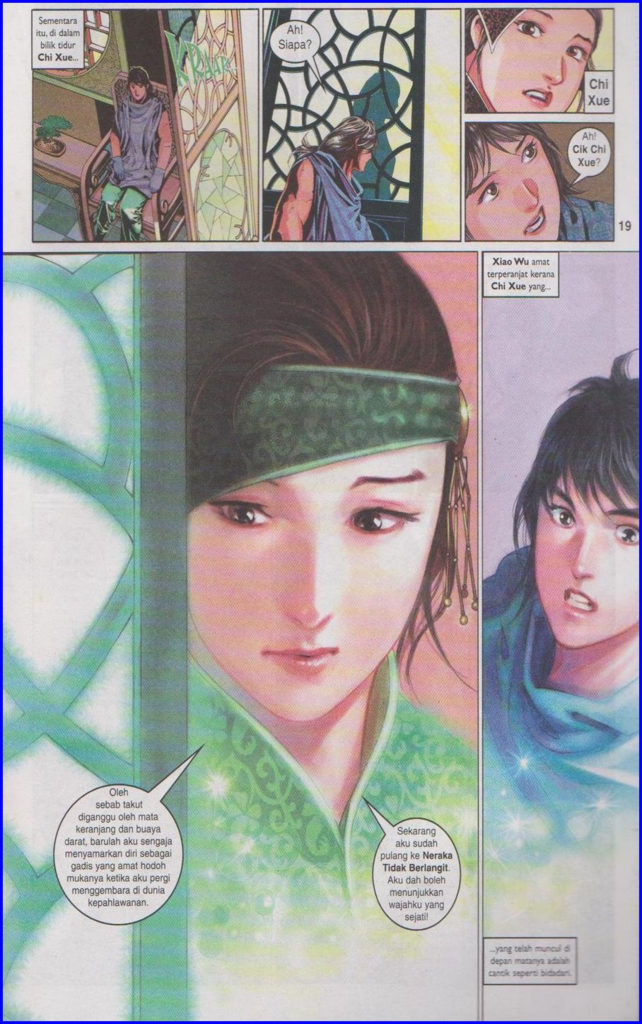 Sementara
itu, di dalam
bilik tidur
Chi Xue...
KRAAK
Ah!
Siapa?
Chi
Xue
Ah!
Cik Chi
Xue?
19
Oleh
sebab takut
diganggu oleh mata
keranjang dan buaya
darat, barulah aku sengaja
menyamarkan diri sebagai
gadis yang amat hodoh
mukanya ketika aku pergi
menggembara di dunia
kepahlawanan.
Sekarang
aku sudah
pulang ke Neraka
Tidak Berlangit.
Aku dah boleh
menunjukkan
wajahku yang
sejati!
Xiao Wu amat
terperanjat kerana
Chi Xue yang...
...yang telah muncul di
depan matanya adalah
cantik seperti bidadari.